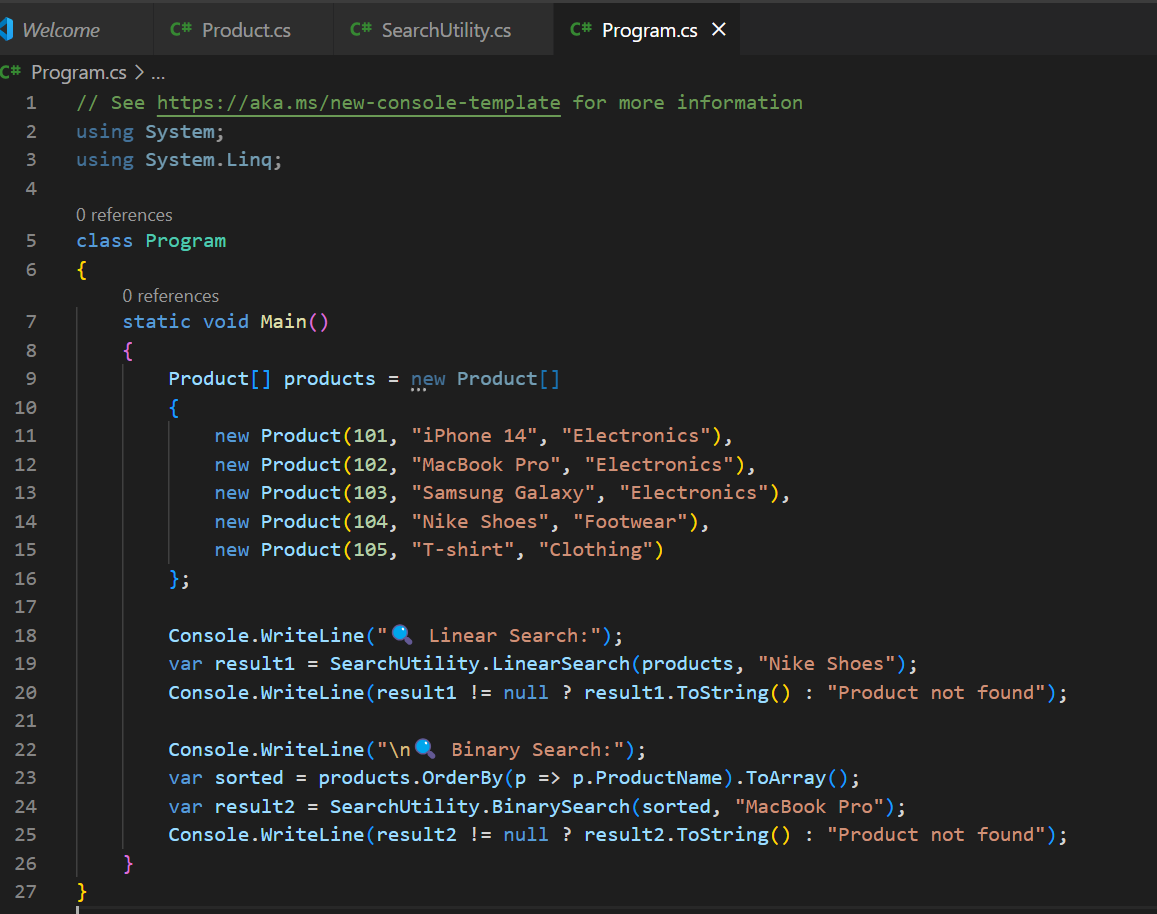 Welcome C# Product.cs C# SearchUtility.cs C# Program.cs ×
C# Program.cs > ...
1 // See https://aka.ms/new-console-template for more information
2 using System;
3 using System.Linq;
4
0 references
5 class Program
6 {
0 references
7 static void Main()
8 {
9 Product[] products = new Product[]
10 {
11 new Product(101, "iPhone 14", "Electronics"),
12 new Product(102, "MacBook Pro", "Electronics"),
13 new Product(103, "Samsung Galaxy", "Electronics"),
14 new Product(104, "Nike Shoes", "Footwear"),
15 new Product(105, "T-shirt", "Clothing")
16 };
17
18 Console.WriteLine("🔍 Linear Search:");
19 var result1 = SearchUtility.LinearSearch(products, "Nike Shoes");
20 Console.WriteLine(result1 != null ? result1.ToString() : "Product not found");
21
22 Console.WriteLine("\n🔍 Binary Search:");
23 var sorted = products.OrderBy(p => p.ProductName).ToArray();
24 var result2 = SearchUtility.BinarySearch(sorted, "MacBook Pro");
25 Console.WriteLine(result2 != null ? result2.ToString() : "Product not found");
26 }
27 }